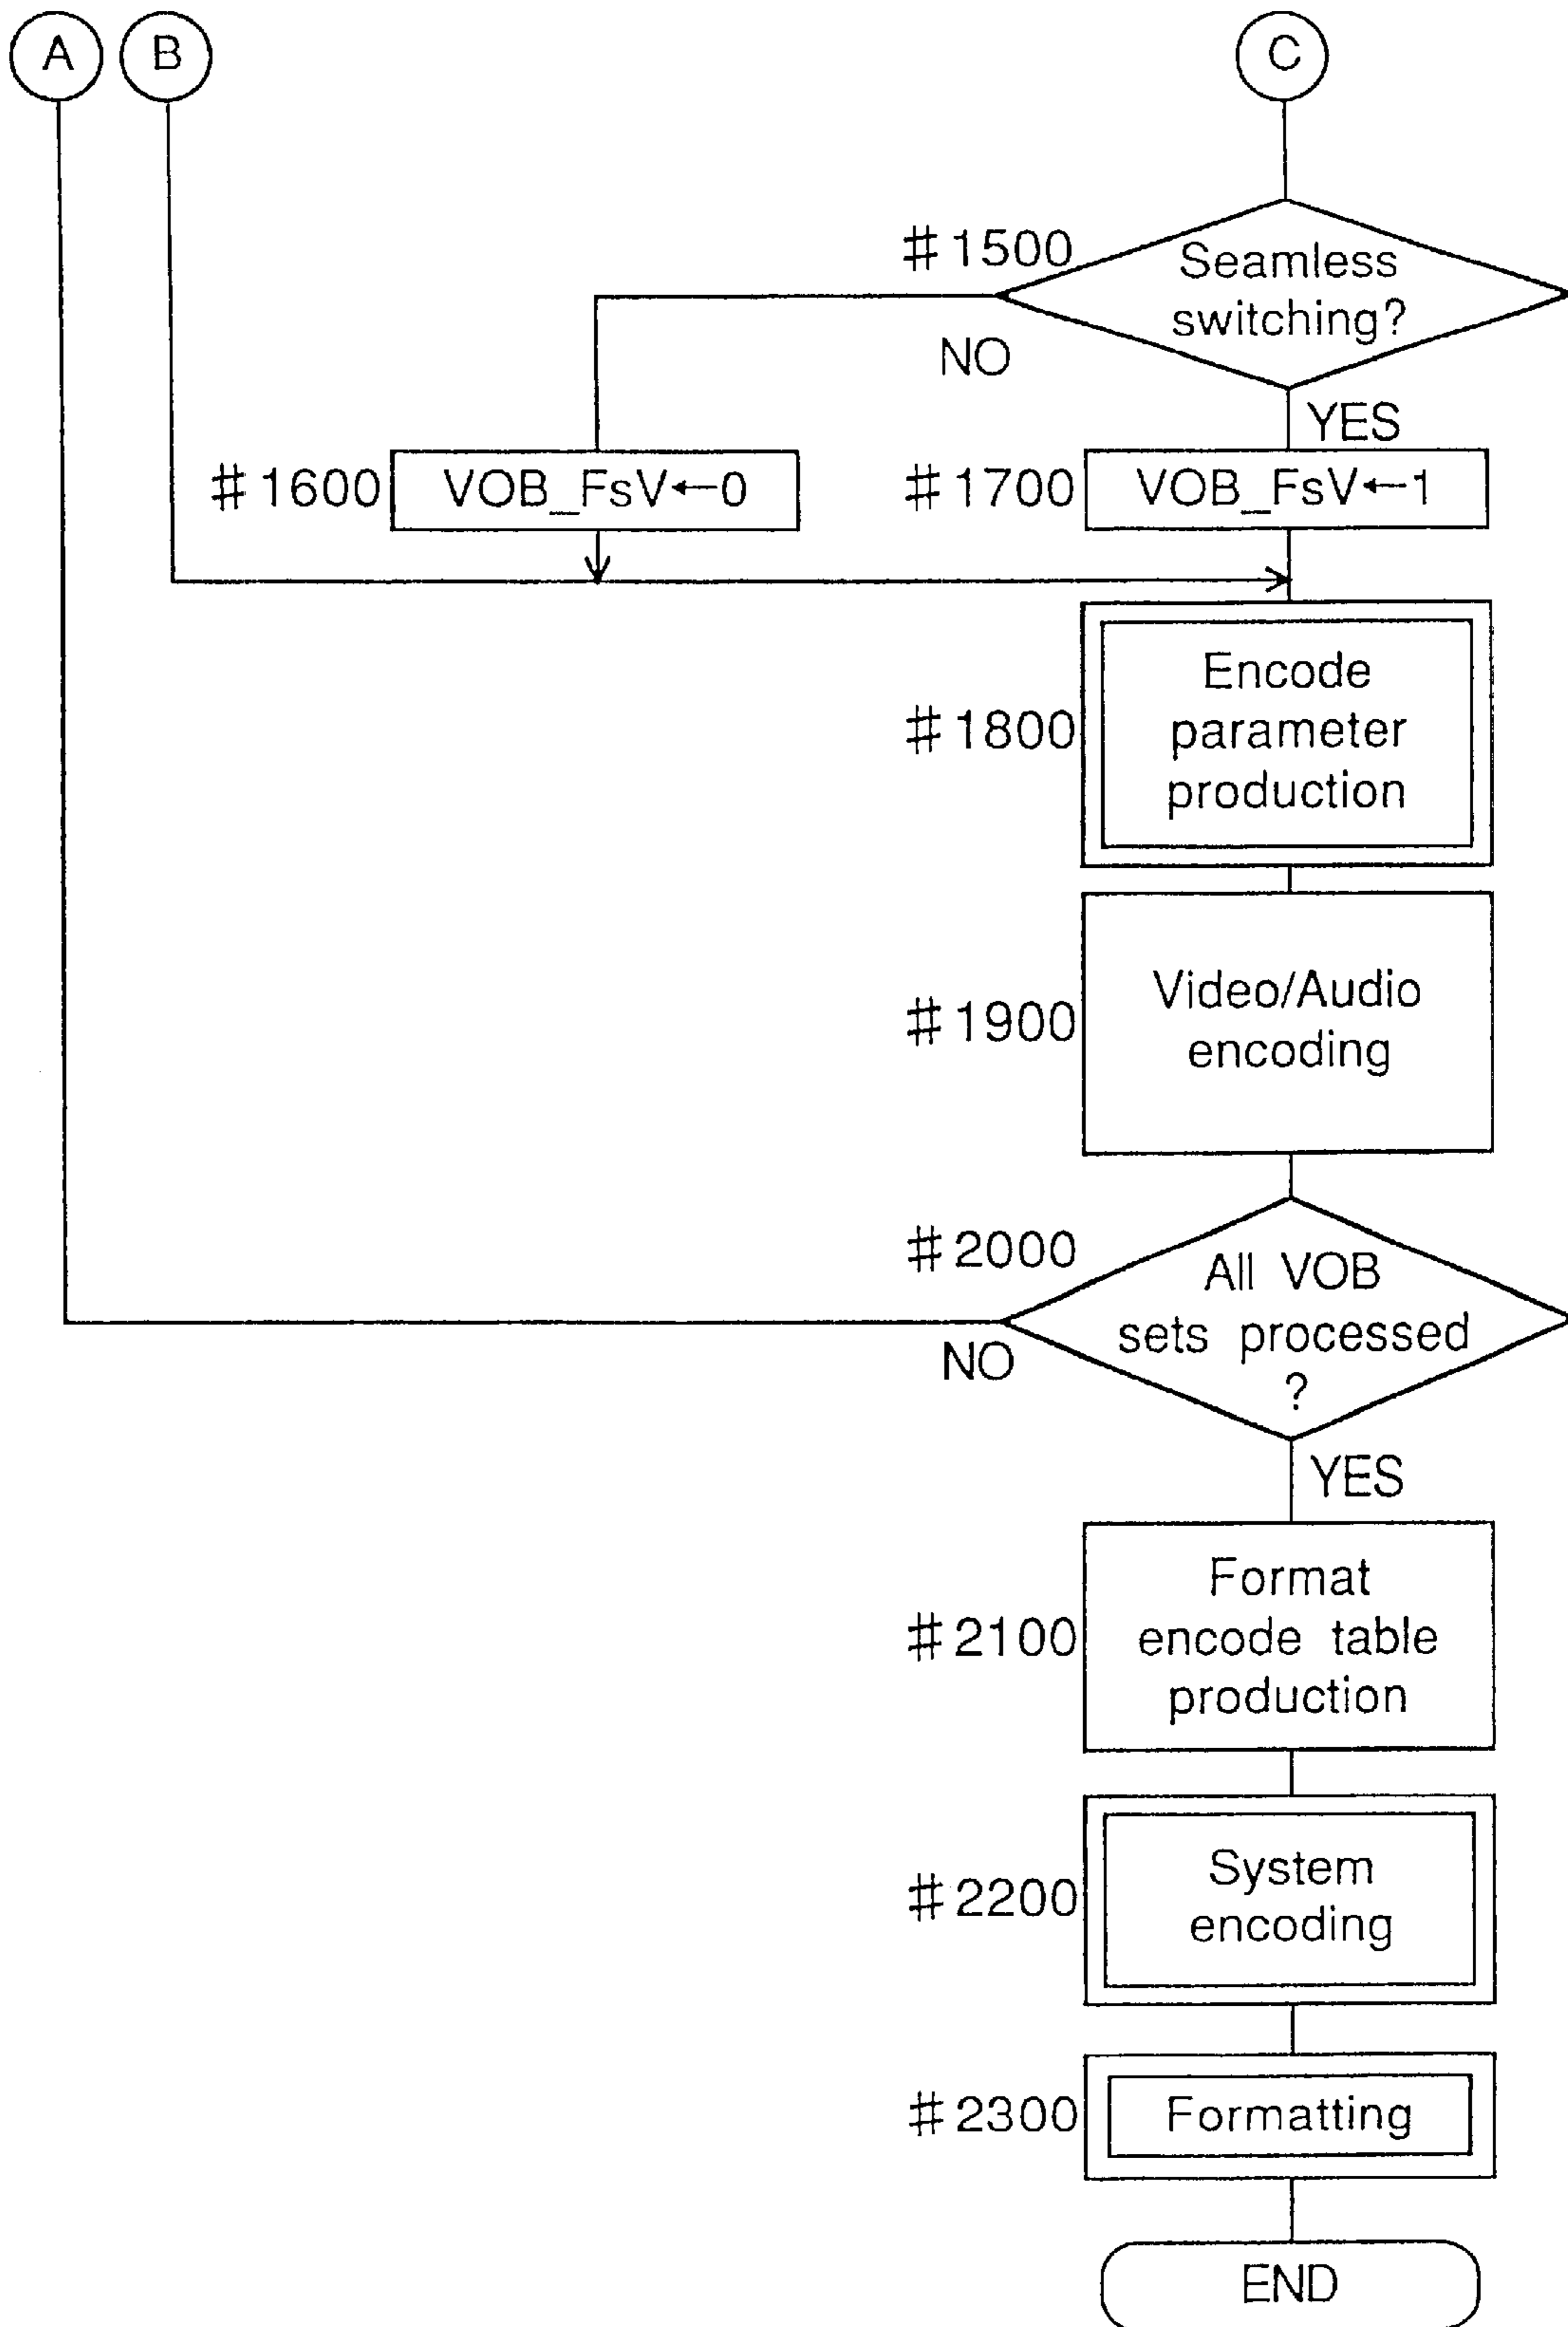 A B C
#1500 Seamless
switching?
NO
YES
#1600 VOB_FsV←0 #1700 VOB_FsV←1
Encode
#1800 parameter
production
Video/Audio
#1900
encoding
#2000
All VOB
sets processed
NO
?
YES
Format
#2100 encode table
production
System
#2200
encoding
#2300 Formatting
END